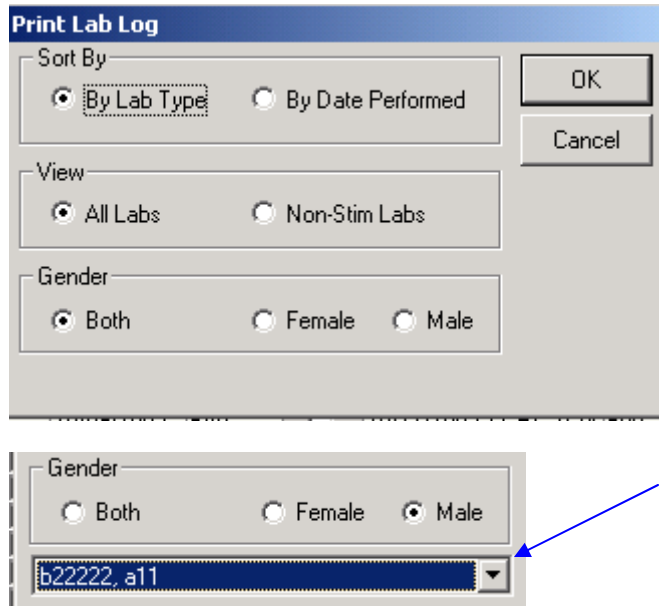 Print Lab Log
Sort By
By Lab Type By Date Performed
OK
Cancel
View
All Labs Non-Stim Labs
Gender
Both Female Male
Gender
Both Female Male
b22222, a11